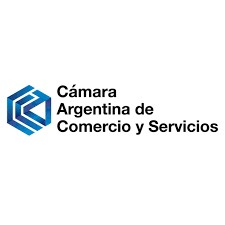 Cámara
Argentina de
Comercio y Servicios